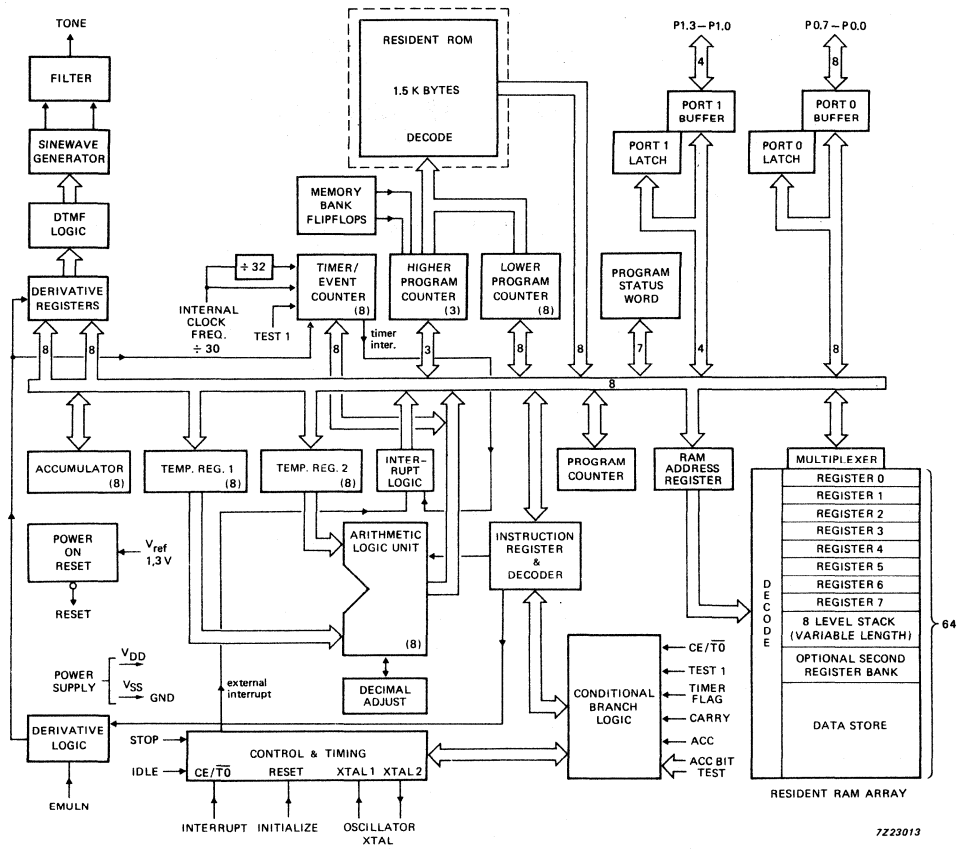 TONE
FILTER
SINEWAVE
GENERATOR
DTMF
LOGIC
DERIVATIVE
REGISTERS
8
8
RESIDENT ROM
1.5 K BYTES
DECODE
MEMORY
BANK
FLIPFLOPS
÷ 32
TIMER/
EVENT
COUNTER
(8)
HIGHER
PROGRAM
COUNTER
(3)
LOWER
PROGRAM
COUNTER
(8)
INTERNAL
CLOCK
FREQ.
÷ 30
TEST 1
timer
inter.
8
3
8
8
P1.3–P1.0
4
PORT 1
BUFFER
PORT 1
LATCH
P0.7–P0.0
8
PORT 0
BUFFER
PORT 0
LATCH
PROGRAM
STATUS
WORD
7
4
8
8
ACCUMULATOR
(8)
TEMP. REG. 1
(8)
TEMP. REG. 2
(8)
INTER-
RUPT
LOGIC
PROGRAM
COUNTER
RAM
ADDRESS
REGISTER
MULTIPLEXER
REGISTER 0
REGISTER 1
REGISTER 2
REGISTER 3
REGISTER 4
REGISTER 5
REGISTER 6
REGISTER 7
8 LEVEL STACK
(VARIABLE LENGTH)
OPTIONAL SECOND
REGISTER BANK
DATA STORE
DECODE
64
RESIDENT RAM ARRAY
POWER
ON
RESET
Vref
1,3 V
RESET
ARITHMETIC
LOGIC UNIT
(8)
INSTRUCTION
REGISTER
&
DECODER
DECIMAL
ADJUST
POWER
SUPPLY
VDD
VSS
GND
external
interrupt
CONDITIONAL
BRANCH
LOGIC
CE/T̅0̅
TEST 1
TIMER
FLAG
CARRY
ACC
ACC BIT
TEST
DERIVATIVE
LOGIC
EMULN
STOP
IDLE
CONTROL & TIMING
CE/T̅0̅
RESET
XTAL 1
XTAL 2
INTERRUPT
INITIALIZE
OSCILLATOR
XTAL
7Z23013